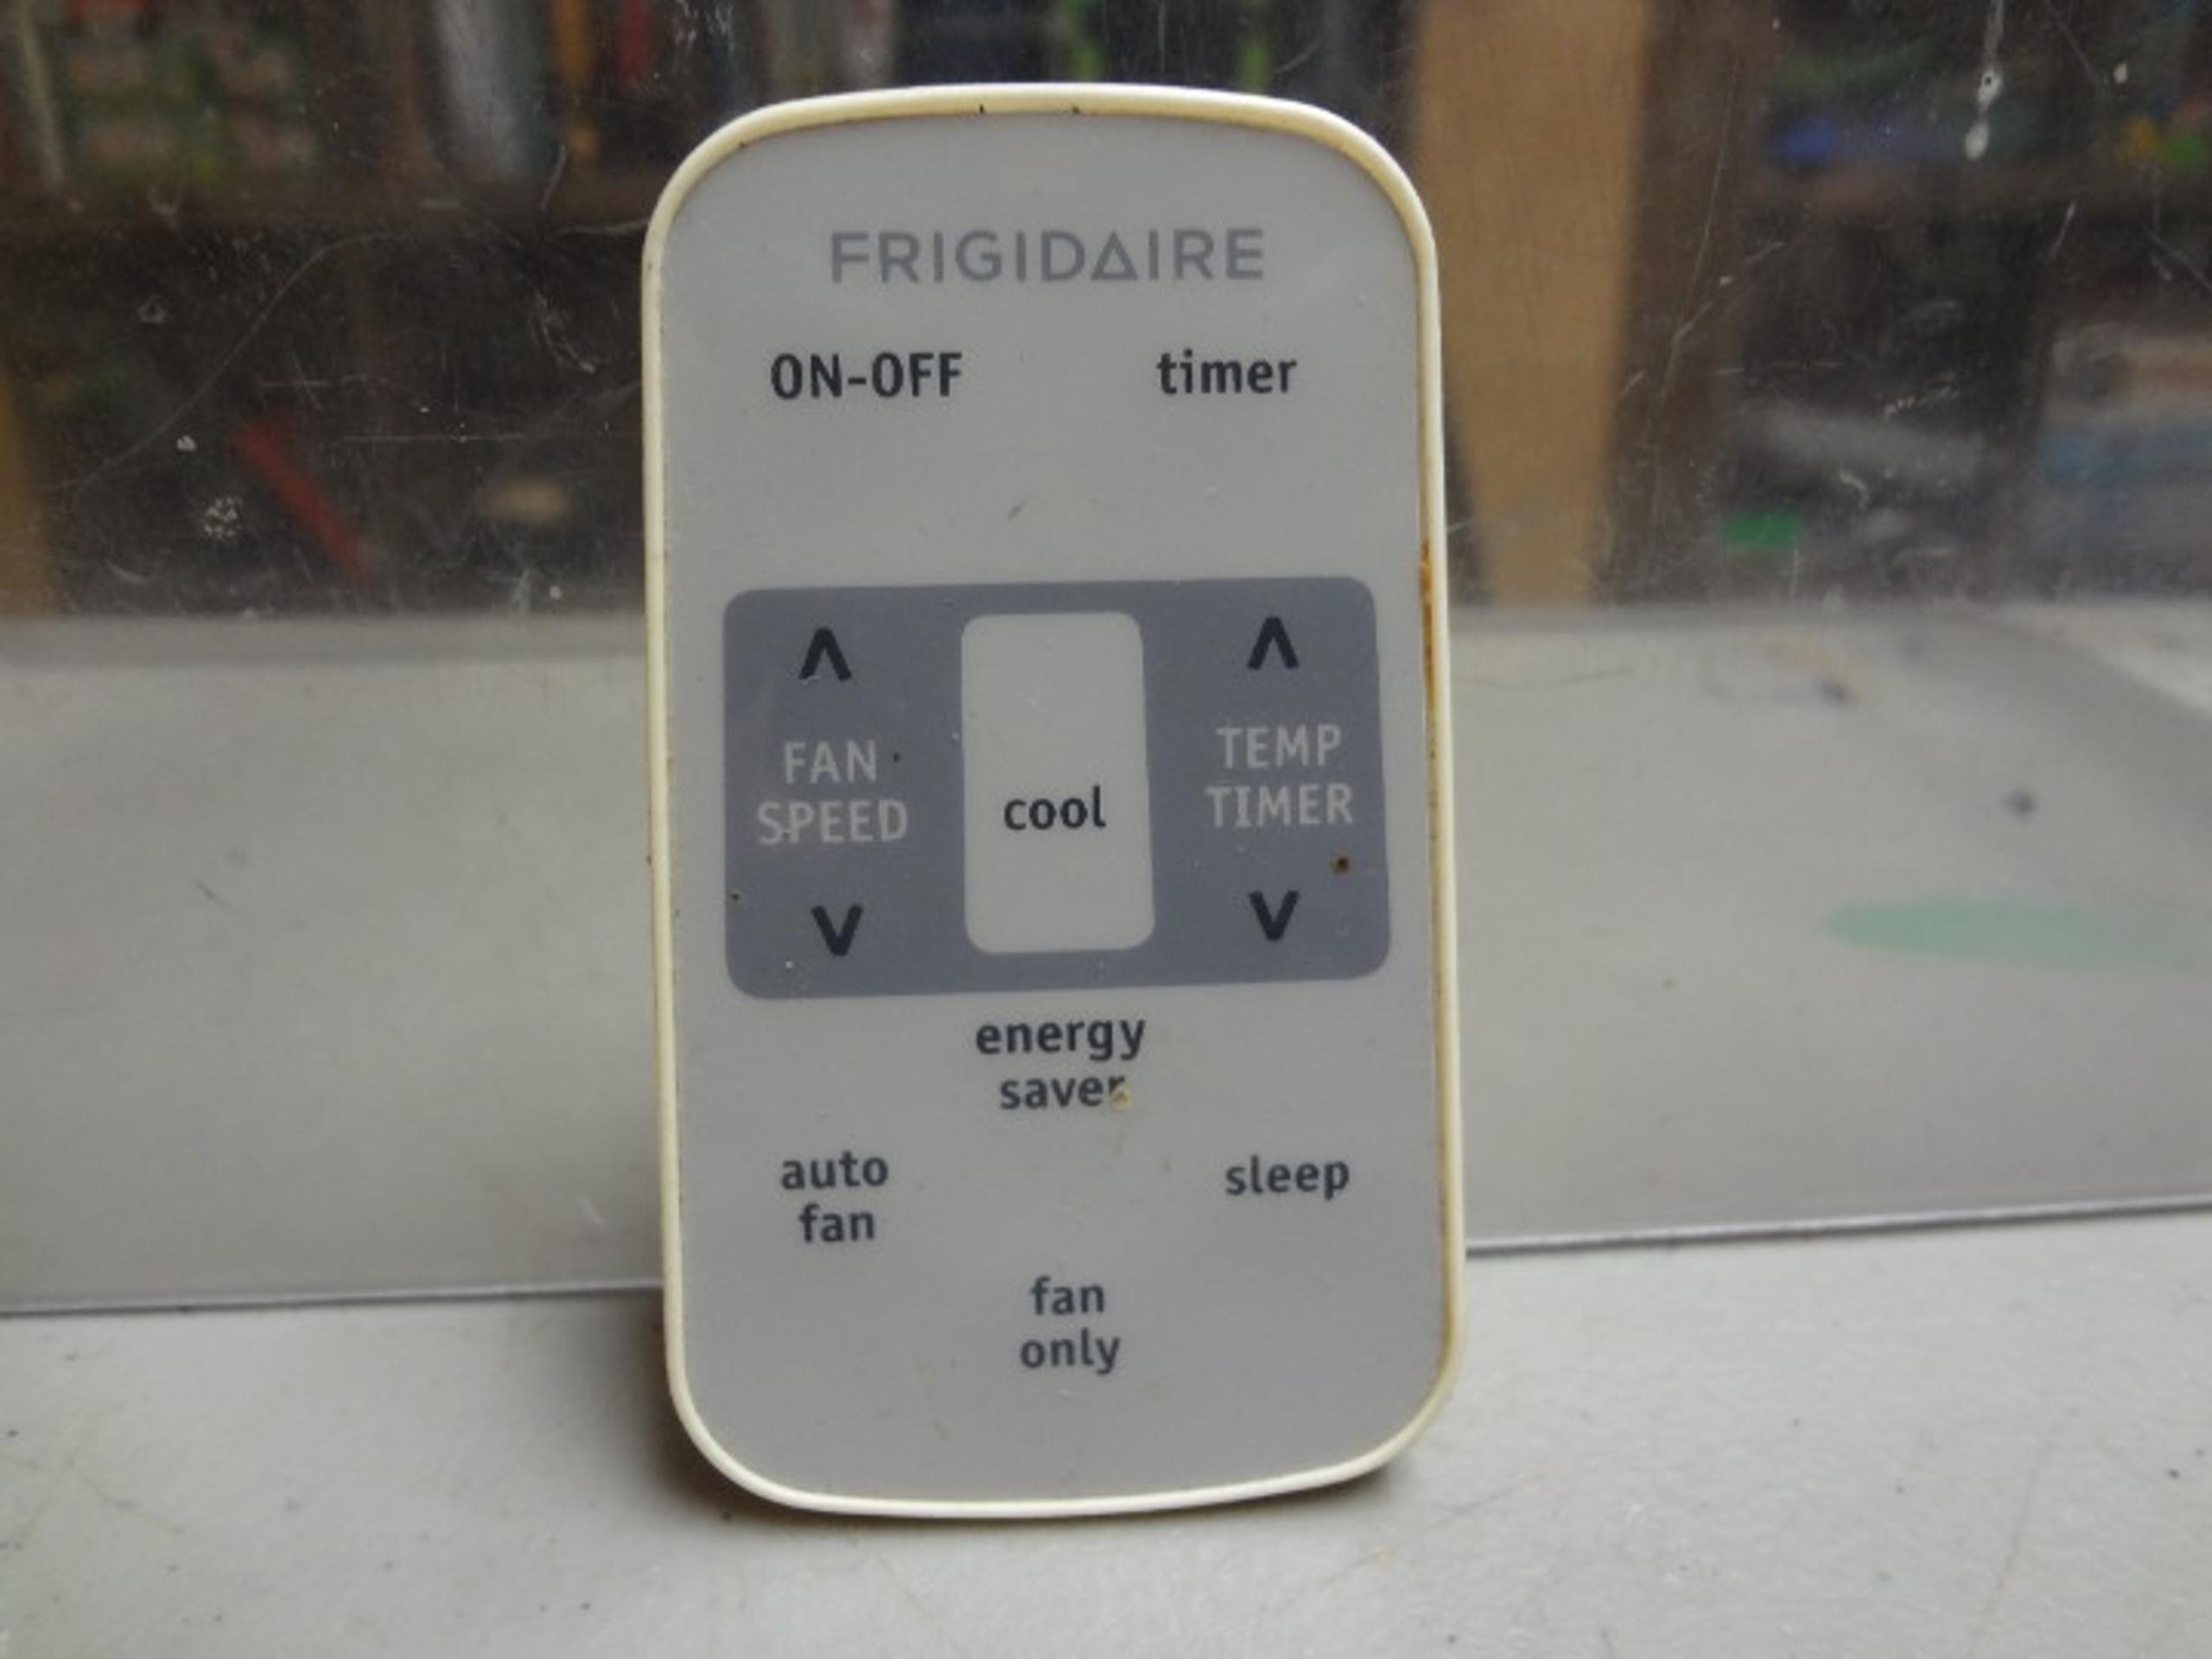 FRIGIDAIRE
ON-OFF timer
FAN
SPEED
cool
TEMP
TIMER
energy
saver
auto
fan
sleep
fan
only